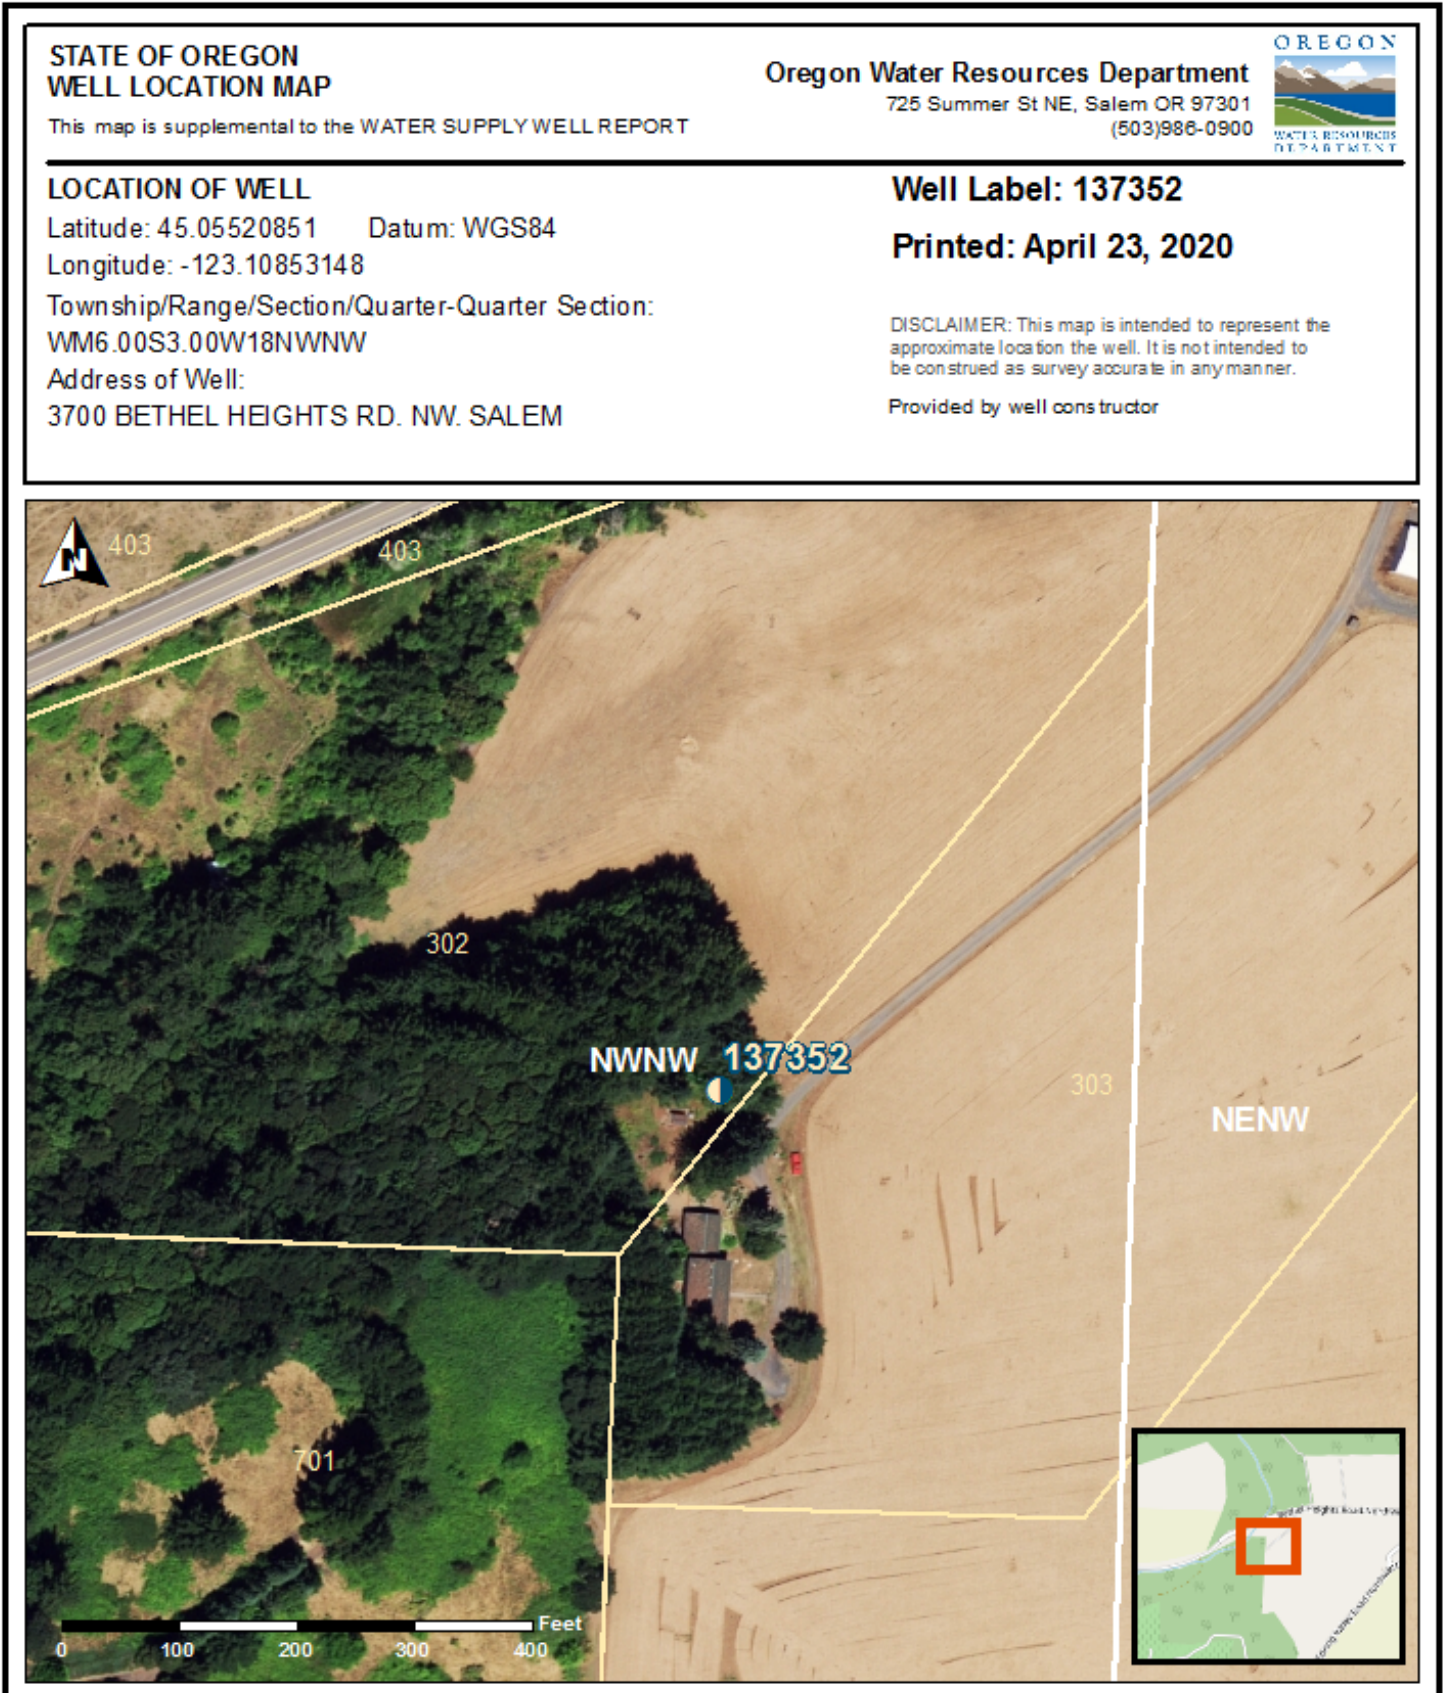 STATE OF OREGON
WELL LOCATION MAP
This map is supplemental to the WATER SUPPLY WELL REPORT
Oregon Water Resources Department
725 Summer St NE, Salem OR 97301
(503)986-0900
OREGON
WATER RESOURCES
DEPARTMENT
LOCATION OF WELL
Latitude: 45.05520851 Datum: WGS84
Longitude: -123.10853148
Township/Range/Section/Quarter-Quarter Section:
WM6.00S3.00W18NWNW
Address of Well:
3700 BETHEL HEIGHTS RD. NW. SALEM
Well Label: 137352
Printed: April 23, 2020
DISCLAIMER: This map is intended to represent the
approximate location the well. It is not intended to
be construed as survey accurate in any manner.
Provided by well constructor
N
403
403
302
NWNW 137352
303
NENW
701
Feet
0 100 200 300 400
Heights Road